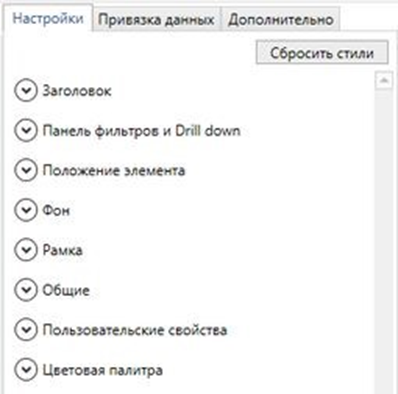 Настройки Привязка данных Дополнительно
Сбросить стили
Заголовок
Панель фильтров и Drill down
Положение элемента
Фон
Рамка
Общие
Пользовательские свойства
Цветовая палитра